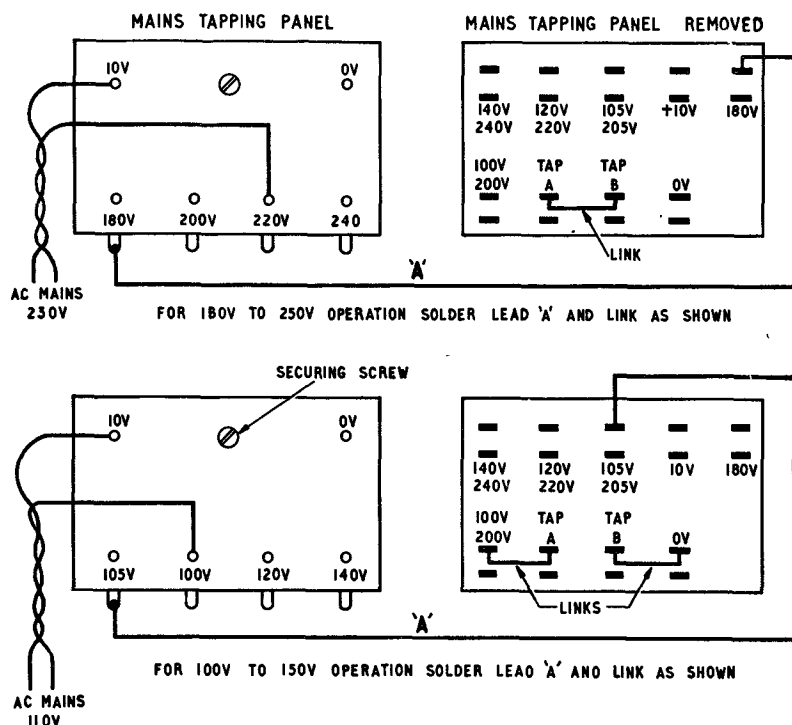 MAINS TAPPING PANEL
10V
0V
180V 200V 220V 240
AC MAINS
230V
MAINS TAPPING PANEL REMOVED
140V 120V 105V +10V 180V
240V 220V 205V
100V TAP TAP
200V A B 0V
LINK
'A'
FOR 180V TO 250V OPERATION SOLDER LEAD 'A' AND LINK AS SHOWN
SECURING SCREW
10V
0V
105V 100V 120V 140V
AC MAINS
110V
140V 120V 105V 10V 180V
240V 220V 205V
100V TAP TAP
200V A B 0V
LINKS
'A'
FOR 100V TO 150V OPERATION SOLDER LEAD 'A' AND LINK AS SHOWN